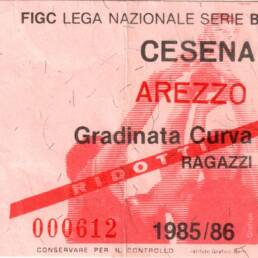 FIGC LEGA NAZIONALE SERIE B
CESENA
AREZZO
Gradinata Curva
RAGAZZI
RIDOTTI
000612
1985/86
CONSERVARE PER IL CONTROLLO